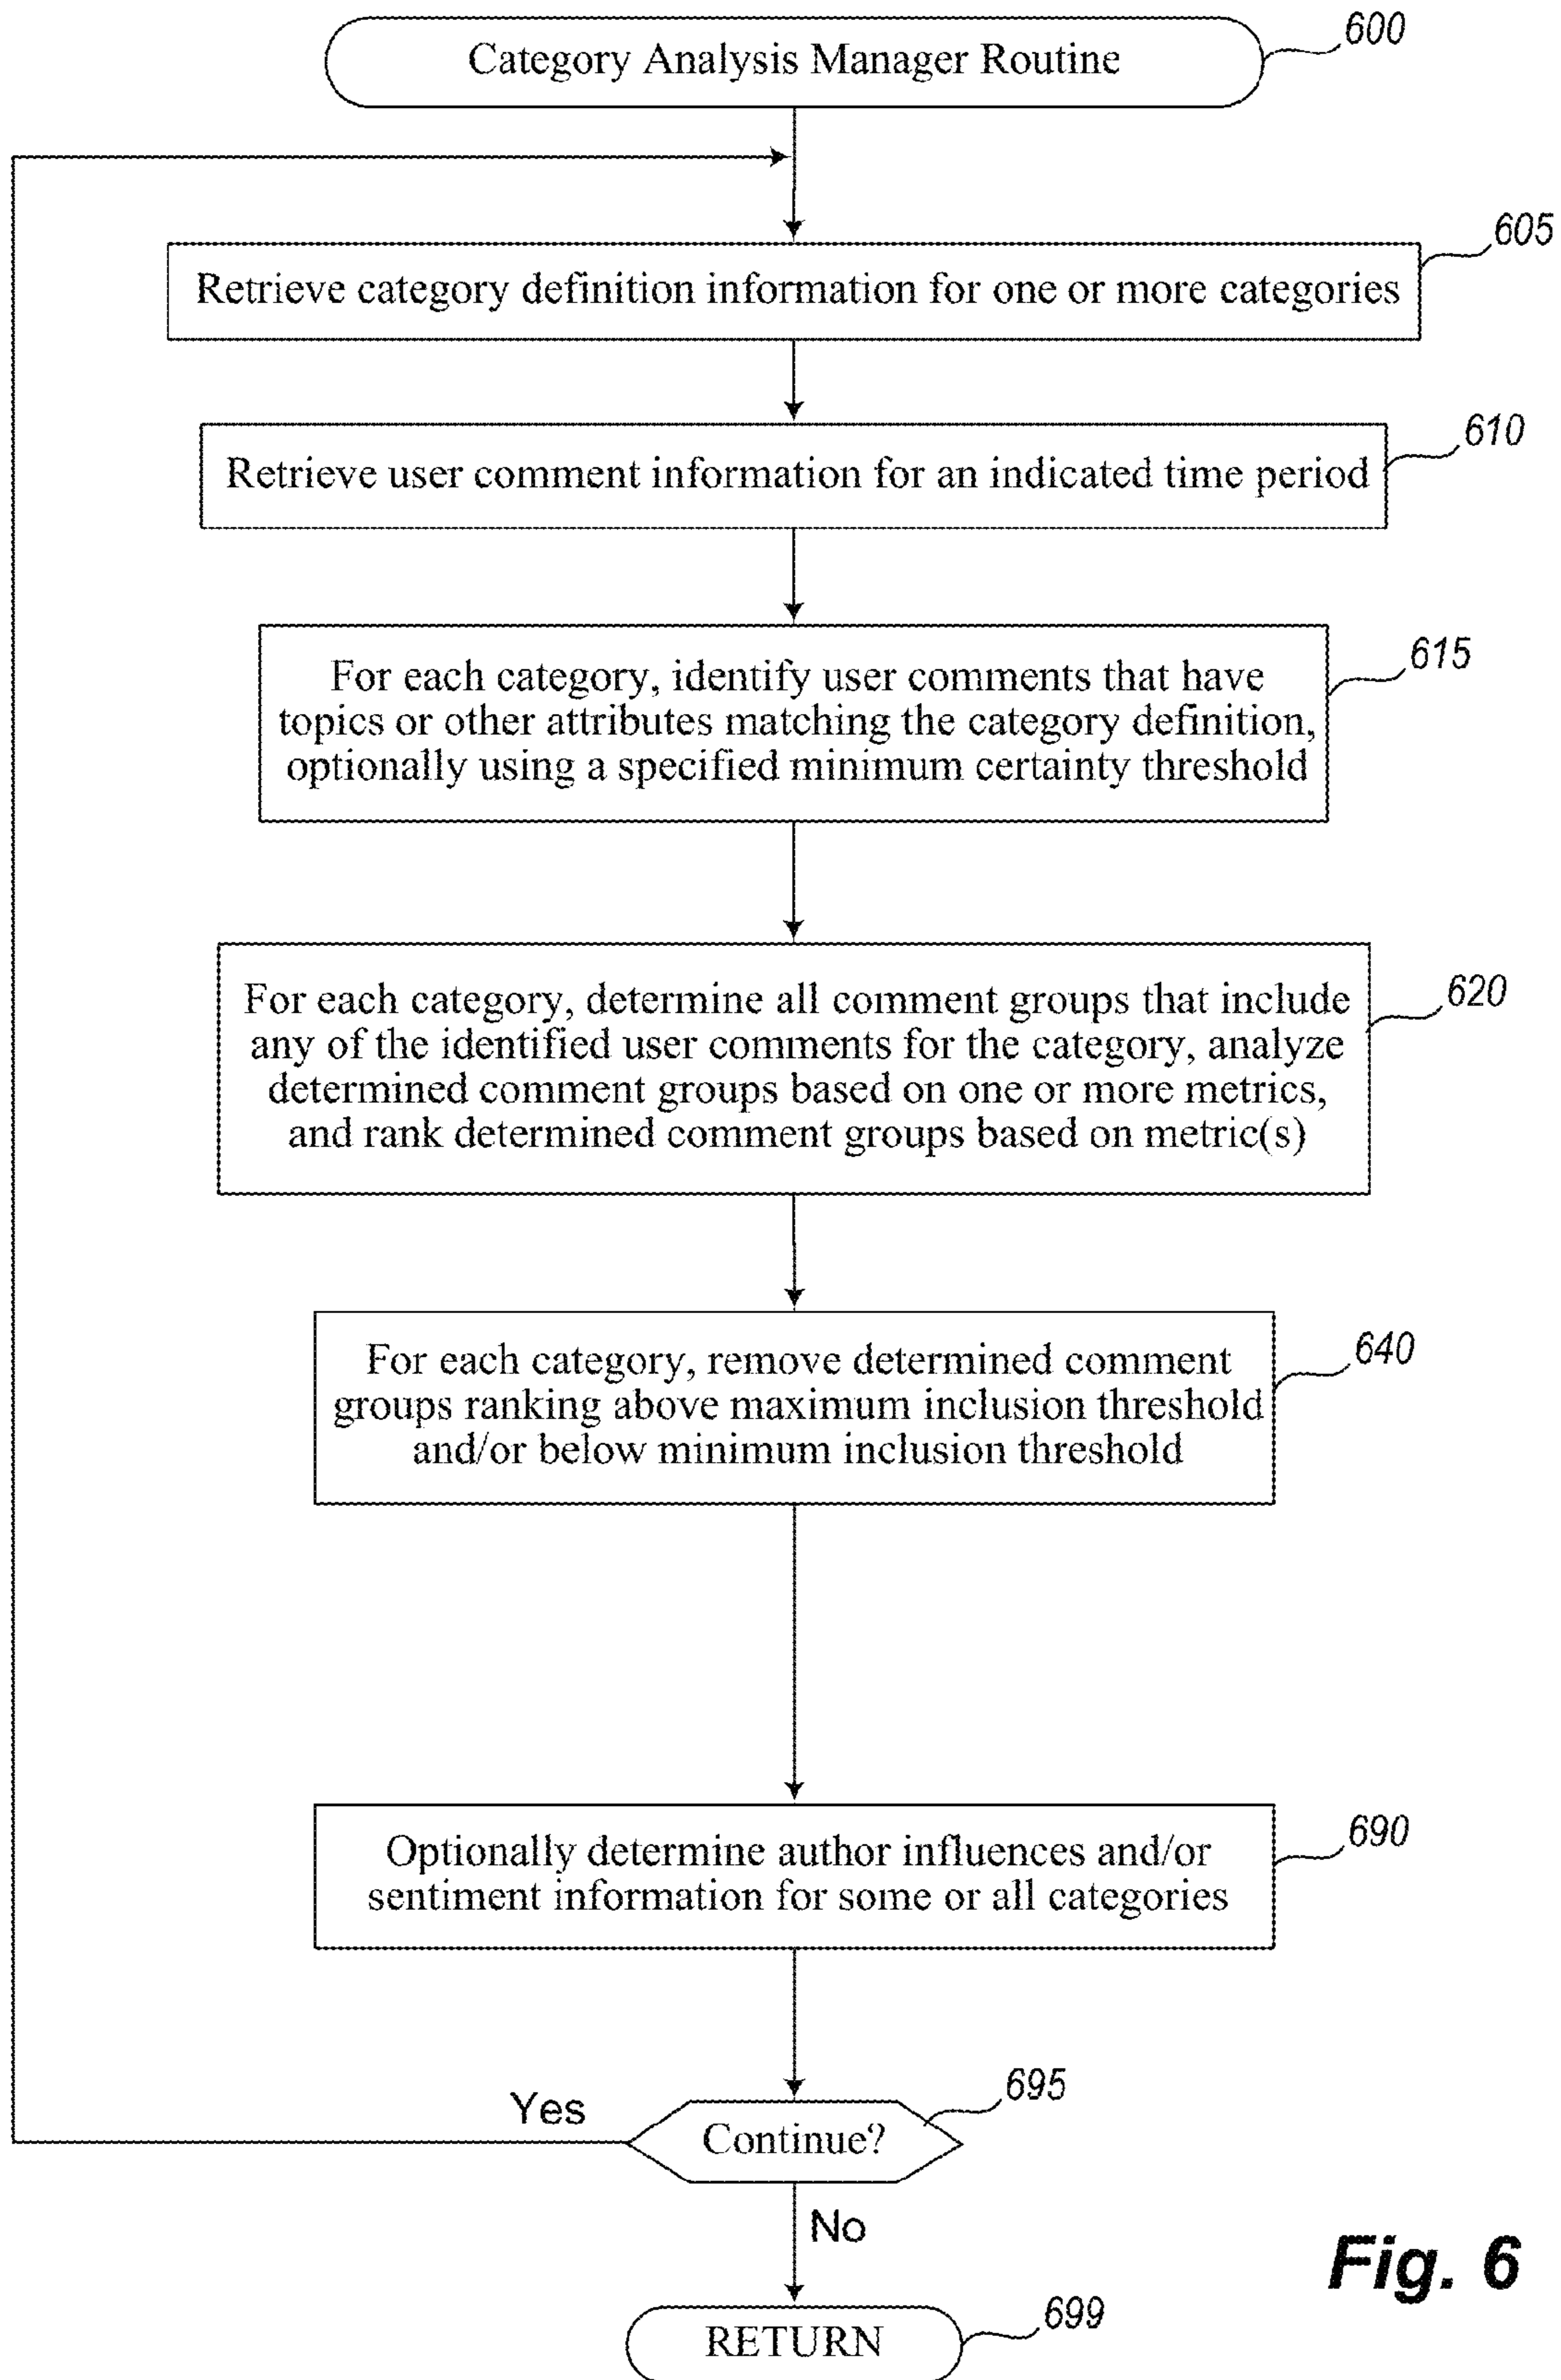 Category Analysis Manager Routine
600
605
Retrieve category definition information for one or more categories
610
Retrieve user comment information for an indicated time period
615
For each category, identify user comments that have
topics or other attributes matching the category definition,
optionally using a specified minimum certainty threshold
620
For each category, determine all comment groups that include
any of the identified user comments for the category, analyze
determined comment groups based on one or more metrics,
and rank determined comment groups based on metric(s)
640
For each category, remove determined comment
groups ranking above maximum inclusion threshold
and/or below minimum inclusion threshold
690
Optionally determine author influences and/or
sentiment information for some or all categories
695
Yes
Continue?
No
Fig. 6
699
RETURN